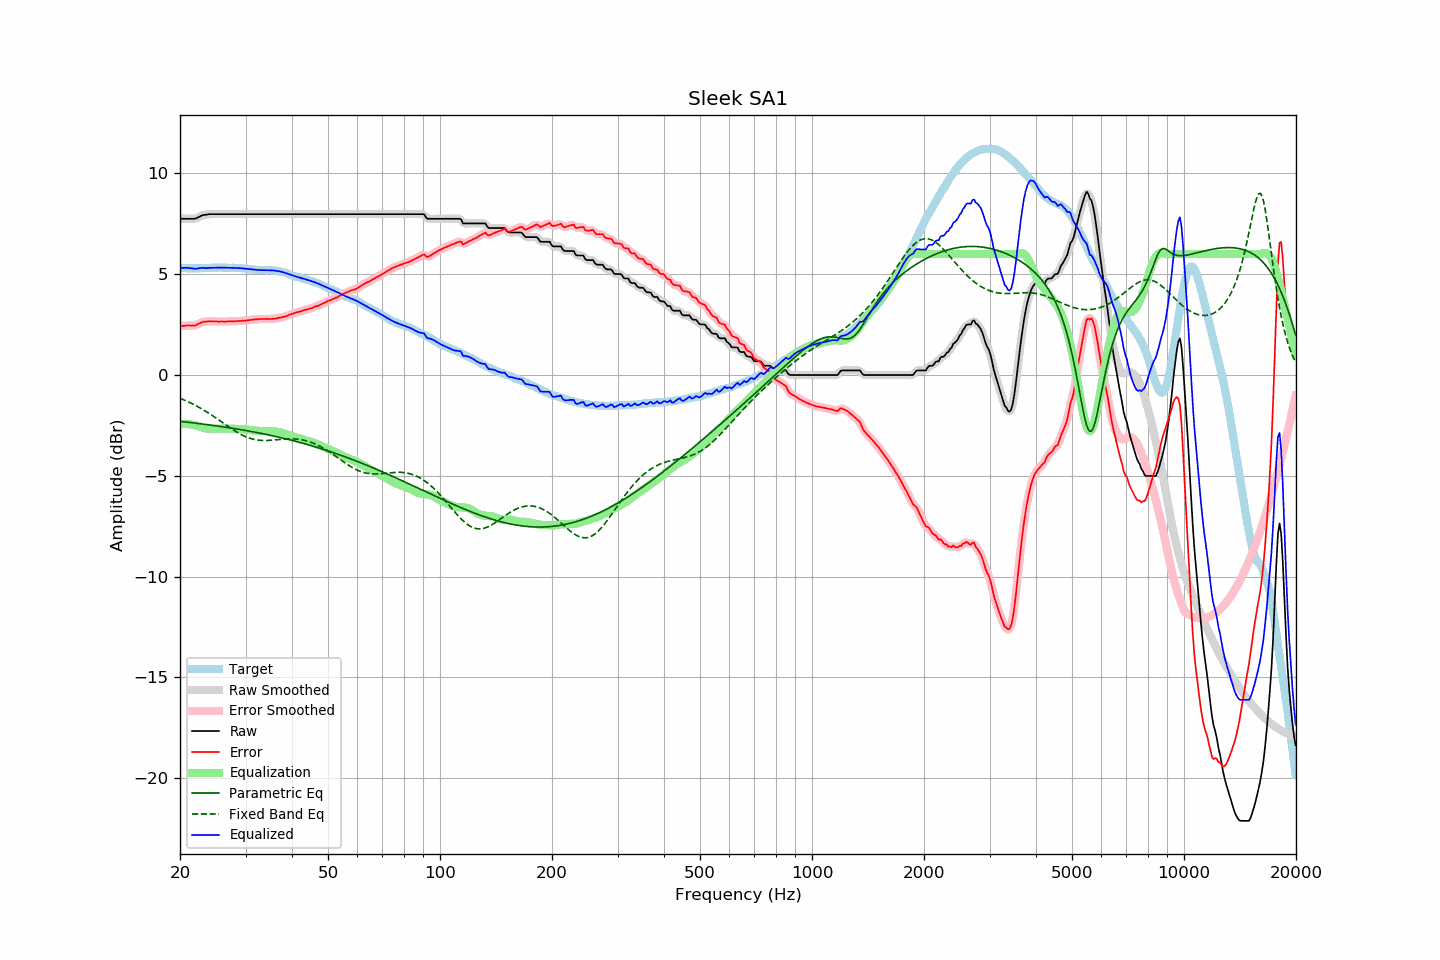 Sleek SA1
Amplitude (dBr)
10
5
0
−5
−10
−15
−20
Target
Raw Smoothed
Error Smoothed
Raw
Error
Equalization
Parametric Eq
Fixed Band Eq
Equalized
20 50 100 200 500 1000 2000 5000 10000 20000
Frequency (Hz)